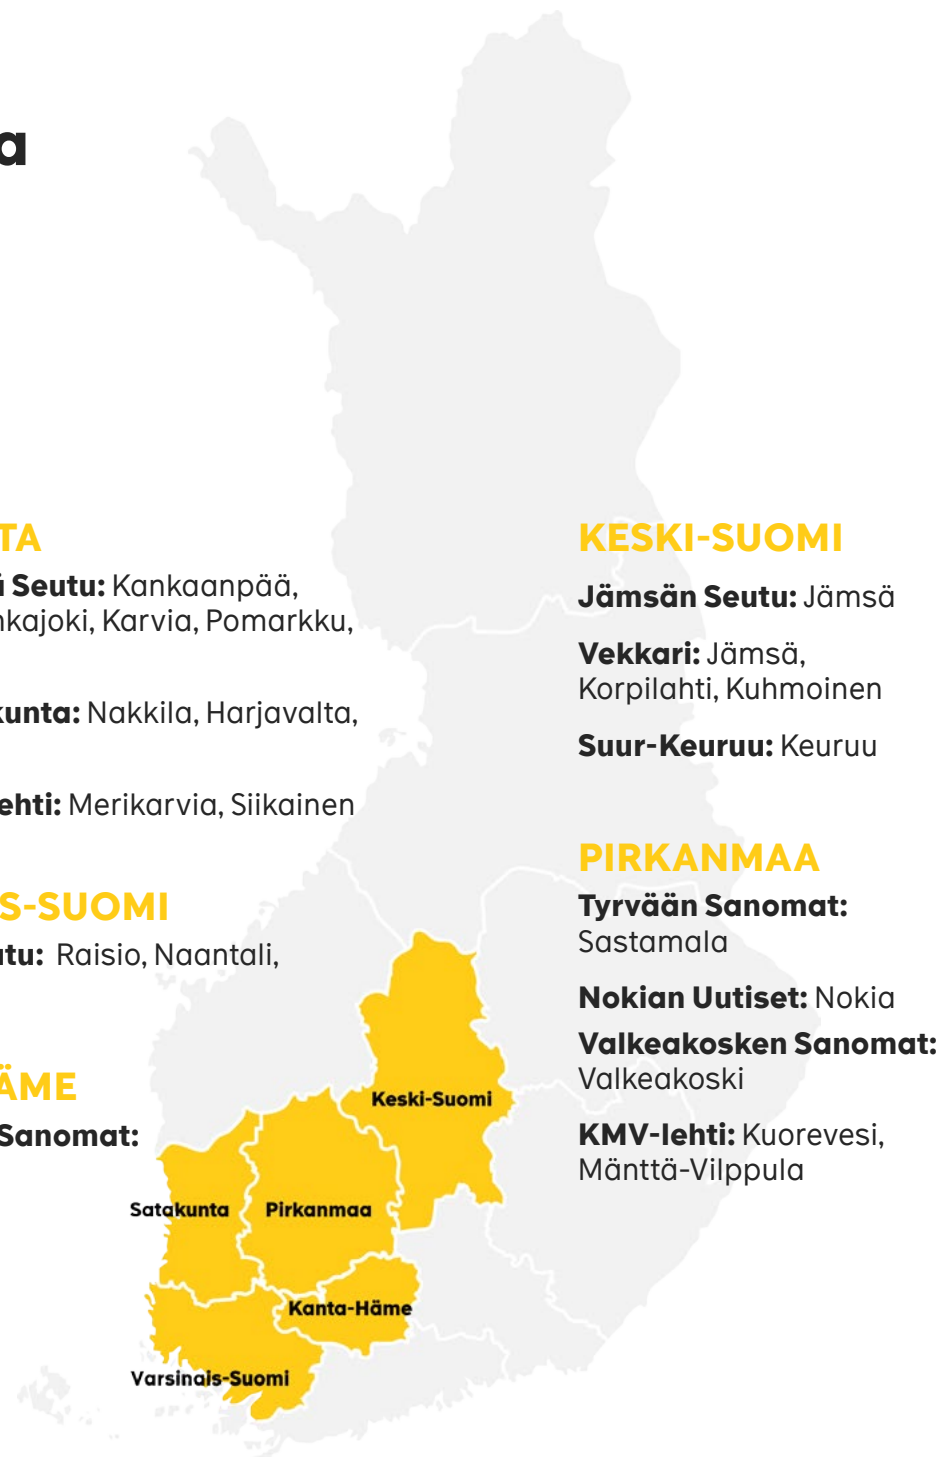 a
TA
ä Seutu: Kankaanpää,
nkajoki, Karvia, Pomarkku,
kunta: Nakkila, Harjavalta,
ehti: Merikarvia, Siikainen
S-SUOMI
utu: Raisio, Naantali,
ÄME
Sanomat:
KESKI-SUOMI
Jämsän Seutu: Jämsä
Vekkari: Jämsä,
Korpilahti, Kuhmoinen
Suur-Keuruu: Keuruu
PIRKANMAA
Tyrvään Sanomat:
Sastamala
Nokian Uutiset: Nokia
Valkeakosken Sanomat:
Valkeakoski
KMV-lehti: Kuorevesi,
Mänttä-Vilppula
Keski-Suomi
Satakunta
Pirkanmaa
Kanta-Häme
Varsinais-Suomi